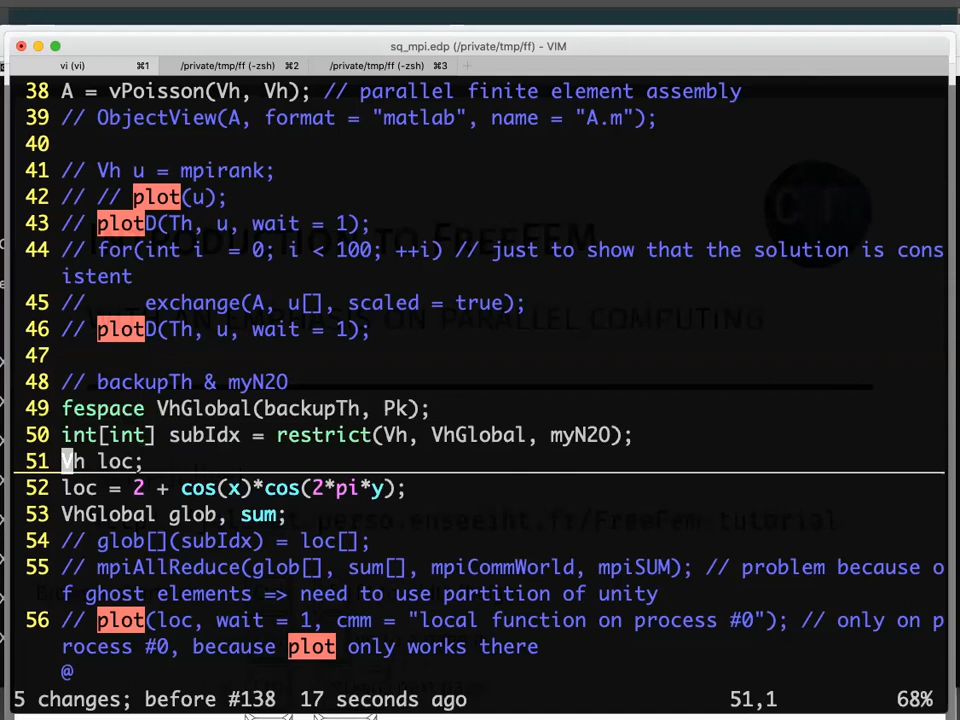 sq_mpi.edp (/private/tmp/ff) - VIM
vi (vi) ⌘1 /private/tmp/ff (-zsh) ⌘2 /private/tmp/ff (-zsh) ⌘3 +
38 A = vPoisson(Vh, Vh); // parallel finite element assembly
39 // ObjectView(A, format = "matlab", name = "A.m");
40
41 // Vh u = mpirank;
42 // // plot(u);
43 // plotD(Th, u, wait = 1);
44 // for(int i = 0; i < 100; ++i) // just to show that the solution is cons
istent
45 //     exchange(A, u[], scaled = true);
46 // plotD(Th, u, wait = 1);
47
48 // backupTh & myN2O
49 fespace VhGlobal(backupTh, Pk);
50 int[int] subIdx = restrict(Vh, VhGlobal, myN2O);
51 Vh loc;
52 loc = 2 + cos(x)*cos(2*pi*y);
53 VhGlobal glob, sum;
54 // glob[](subIdx) = loc[];
55 // mpiAllReduce(glob[], sum[], mpiCommWorld, mpiSUM); // problem because o
f ghost elements => need to use partition of unity
56 // plot(loc, wait = 1, cmm = "local function on process #0"); // only on p
rocess #0, because plot only works there
@
5 changes; before #138 17 seconds ago 51,1 68%